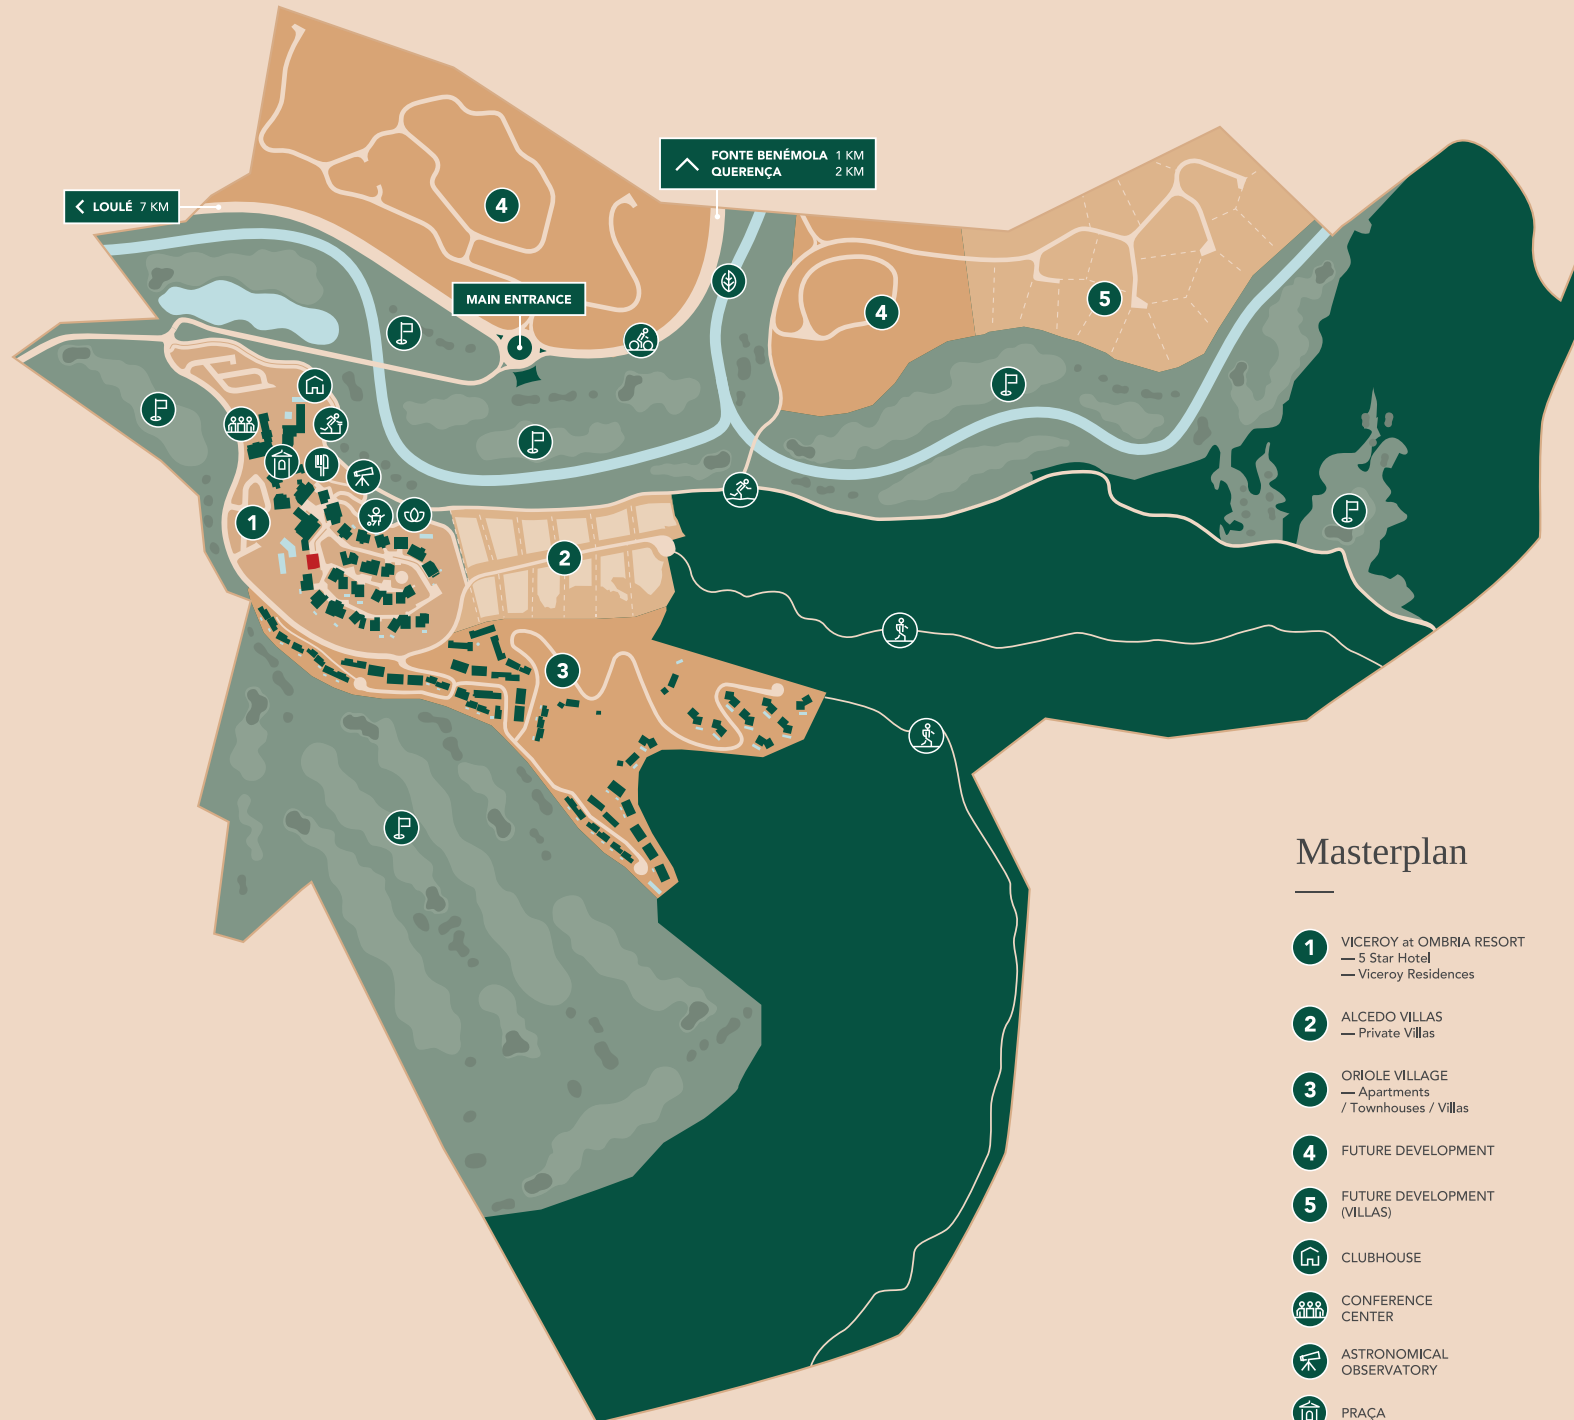 FONTE BENÉMOLA 1 KM
QUERENÇA 2 KM
LOULÉ 7 KM
4
MAIN ENTRANCE
4
5
1
2
3
Masterplan
1 VICEROY at OMBRIA RESORT
— 5 Star Hotel
— Viceroy Residences
2 ALCEDO VILLAS
— Private Villas
3 ORIOLE VILLAGE
— Apartments
/ Townhouses / Villas
4 FUTURE DEVELOPMENT
5 FUTURE DEVELOPMENT
(VILLAS)
CLUBHOUSE
CONFERENCE
CENTER
ASTRONOMICAL
OBSERVATORY
PRAÇA